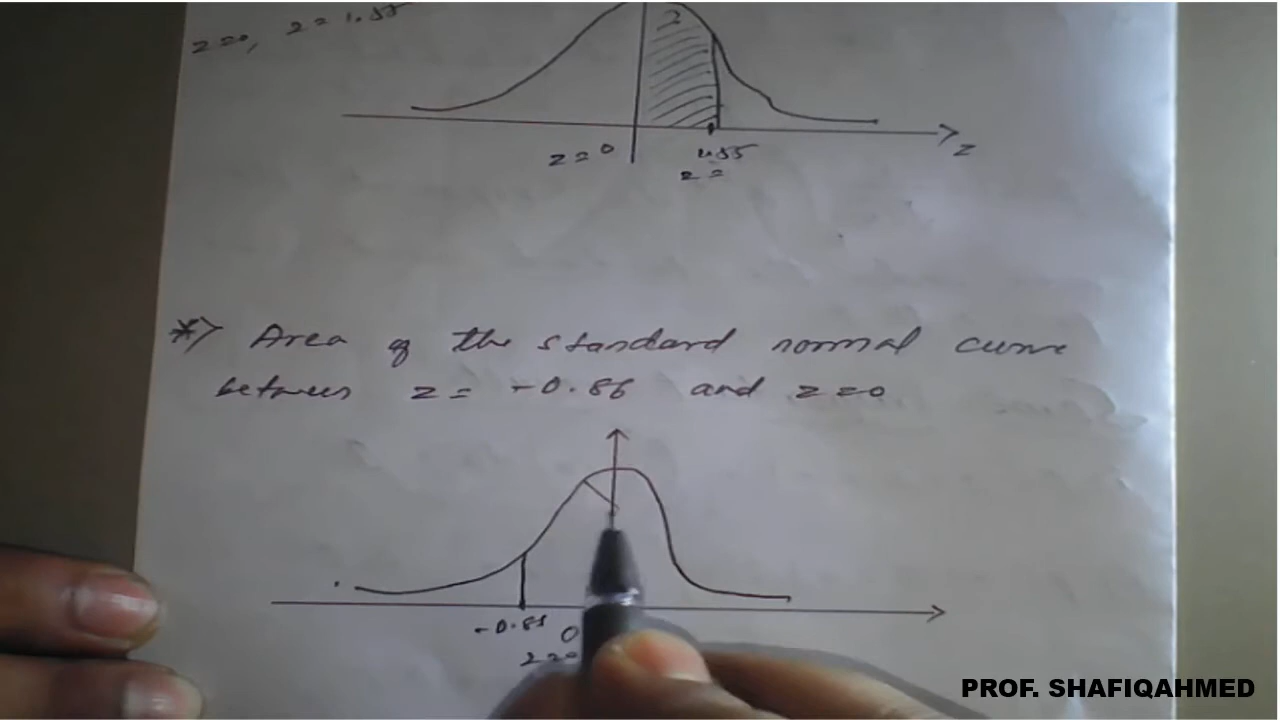 z=0, z = 1.55
2
z = 0
1.55
z =
z
*) Area of the standard normal curve
between z = -0.86 and z=0
-0.86 0
z=0
PROF. SHAFIQAHMED